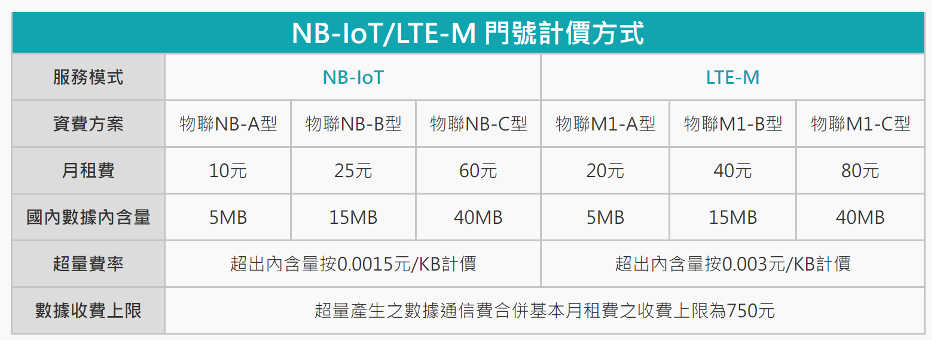 NB-IoT/LTE-M 門號計價方式
服務模式 NB-IoT LTE-M
資費方案 物聯NB-A型 物聯NB-B型 物聯NB-C型 物聯M1-A型 物聯M1-B型 物聯M1-C型
月租費 10元 25元 60元 20元 40元 80元
國內數據內含量 5MB 15MB 40MB 5MB 15MB 40MB
超量費率 超出內含量按0.0015元/KB計價 超出內含量按0.003元/KB計價
數據收費上限 超量產生之數據通信費合併基本月租費之收費上限為750元